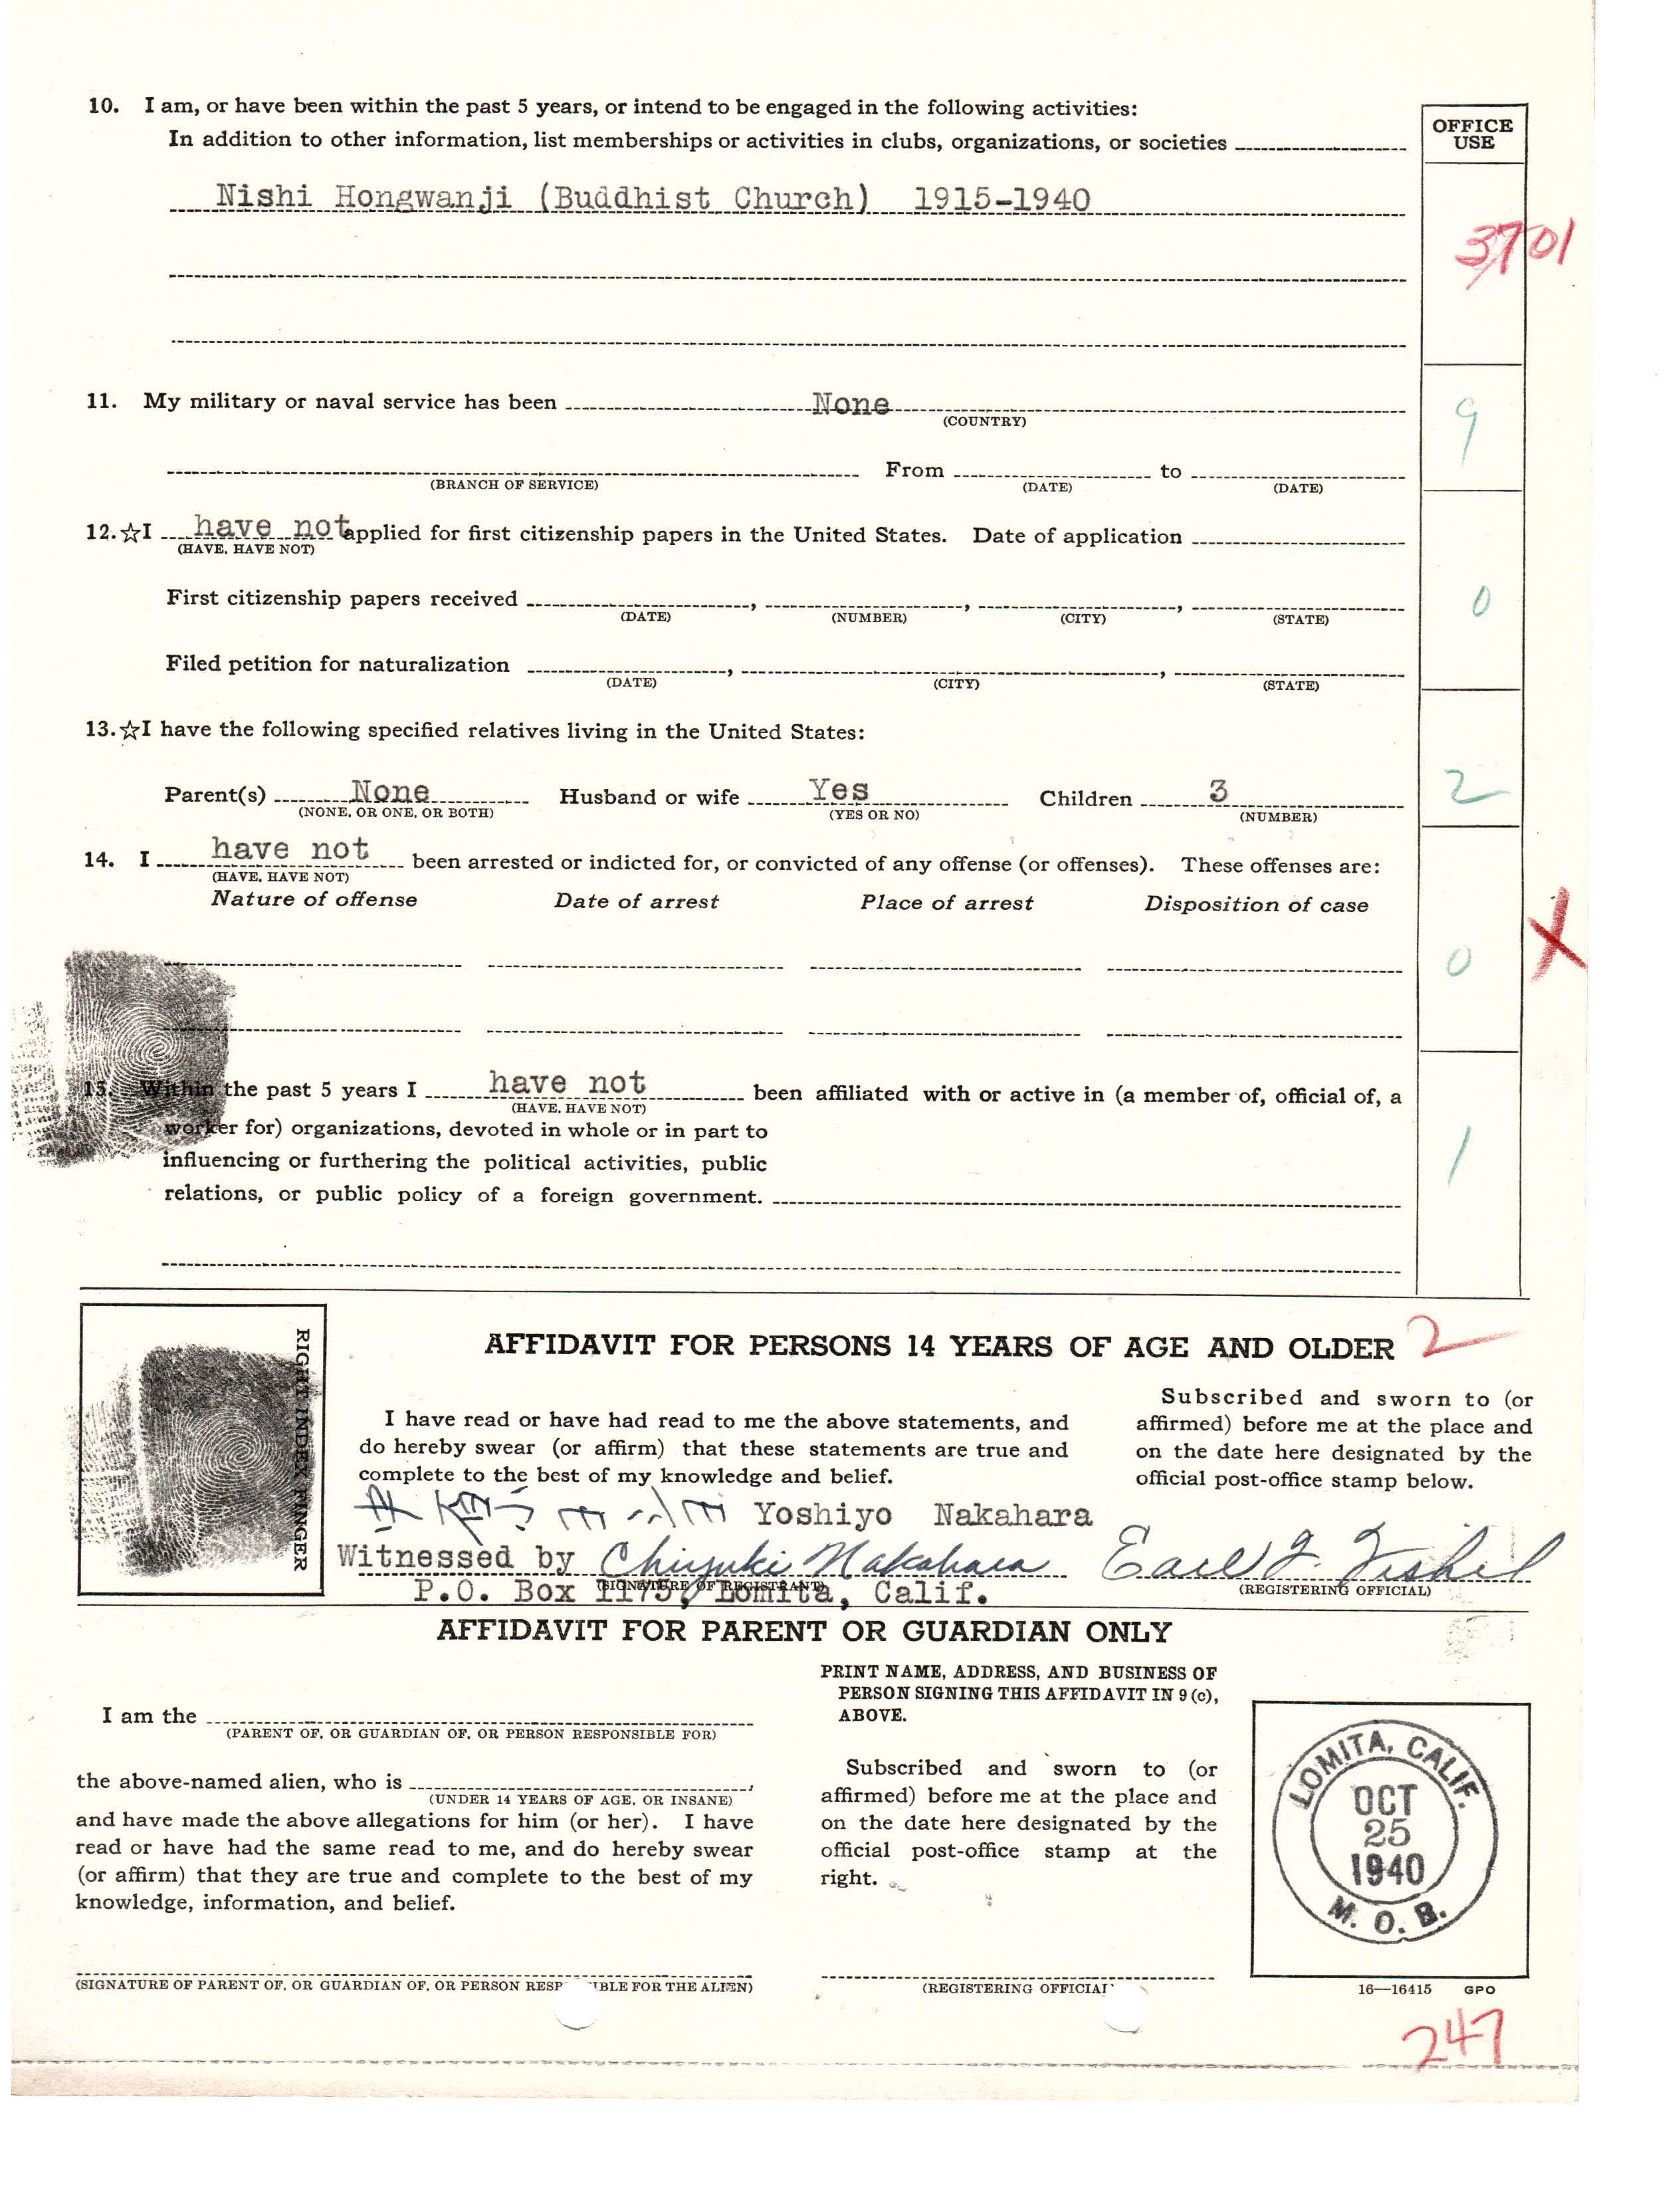 10. I am, or have been within the past 5 years, or intend to be engaged in the following activities:
In addition to other information, list memberships or activities in clubs, organizations, or societies
OFFICE
USE
Nishi Hongwanji (Buddhist Church) 1915-1940
3701
11. My military or naval service has been None
(COUNTRY)
9
From to
(BRANCH OF SERVICE) (DATE) (DATE)
12.☆I have not applied for first citizenship papers in the United States. Date of application
(HAVE, HAVE NOT)
First citizenship papers received , , ,
0
(DATE) (NUMBER) (CITY) (STATE)
Filed petition for naturalization , ,
(DATE) (CITY) (STATE)
13.☆I have the following specified relatives living in the United States:
Parent(s) None Husband or wife Yes Children 3
2
(NONE, OR ONE, OR BOTH) (YES OR NO) (NUMBER)
14. I have not been arrested or indicted for, or convicted of any offense (or offenses). These offenses are:
(HAVE, HAVE NOT)
Nature of offense Date of arrest Place of arrest Disposition of case
0 X
15. Within the past 5 years I have not been affiliated with or active in (a member of, official of, a
(HAVE, HAVE NOT)
worker for) organizations, devoted in whole or in part to
influencing or furthering the political activities, public
relations, or public policy of a foreign government.
1
RIGHT INDEX FINGER
AFFIDAVIT FOR PERSONS 14 YEARS OF AGE AND OLDER 2
I have read or have had read to me the above statements, and
do hereby swear (or affirm) that these statements are true and
complete to the best of my knowledge and belief.
Subscribed and sworn to (or
affirmed) before me at the place and
on the date here designated by the
official post-office stamp below.
Yoshiyo Nakahara
Witnessed by Chiyuki Nakahara
(SIGNATURE OF REGISTRANT)
P.O. Box 1175, Lomita, Calif.
Earl
(REGISTERING OFFICIAL)
AFFIDAVIT FOR PARENT OR GUARDIAN ONLY
I am the
(PARENT OF, OR GUARDIAN OF, OR PERSON RESPONSIBLE FOR)
the above-named alien, who is ,
(UNDER 14 YEARS OF AGE, OR INSANE)
and have made the above allegations for him (or her). I have
read or have had the same read to me, and do hereby swear
(or affirm) that they are true and complete to the best of my
knowledge, information, and belief.
(SIGNATURE OF PARENT OF, OR GUARDIAN OF, OR PERSON RESP IBLE FOR THE ALIEN)
PRINT NAME, ADDRESS, AND BUSINESS OF
PERSON SIGNING THIS AFFIDAVIT IN 9 (c),
ABOVE.
Subscribed and sworn to (or
affirmed) before me at the place and
on the date here designated by the
official post-office stamp at the
right.
(REGISTERING OFFICIAL
LOMITA, CALIF.
OCT
25
1940
M. O. B.
16—16415 GPO
247